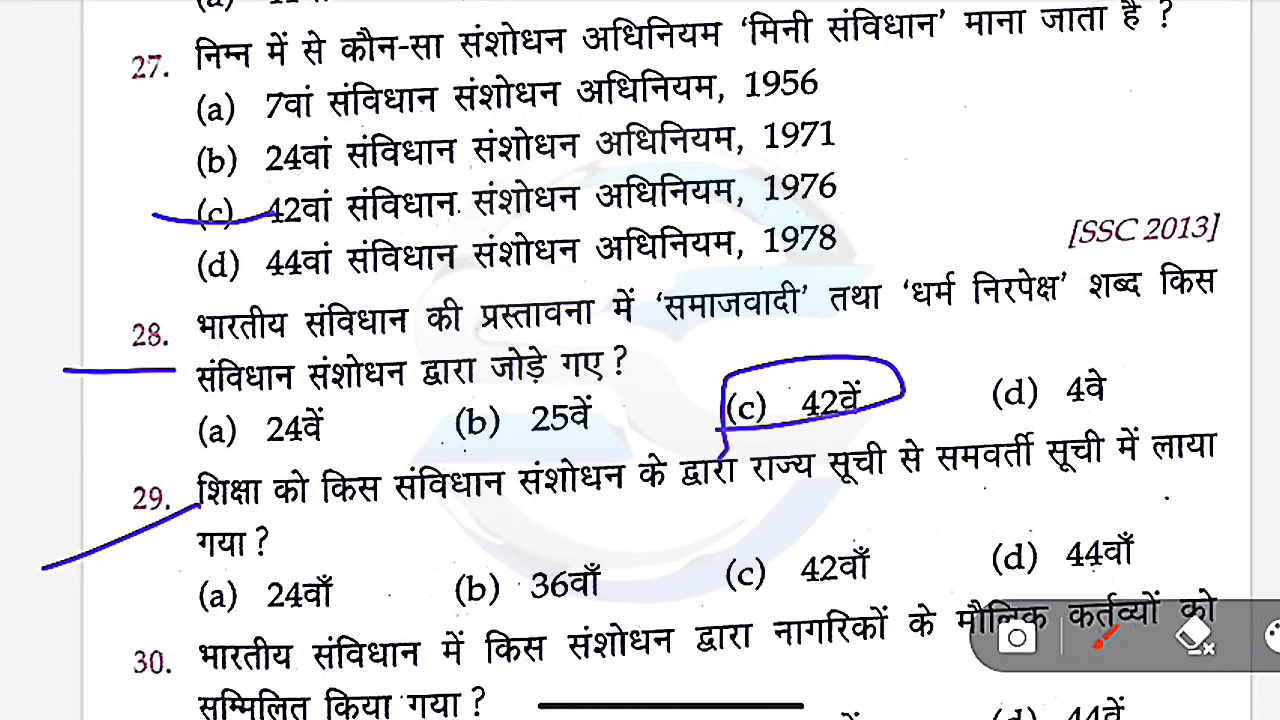 27. निम्न में से कौन-सा संशोधन अधिनियम ‘मिनी संविधान’ माना जाता है ?
(a) 7वां संविधान संशोधन अधिनियम, 1956
(b) 24वां संविधान संशोधन अधिनियम, 1971
(c) 42वां संविधान संशोधन अधिनियम, 1976
(d) 44वां संविधान संशोधन अधिनियम, 1978
[SSC 2013]
28. भारतीय संविधान की प्रस्तावना में ‘समाजवादी’ तथा ‘धर्म निरपेक्ष’ शब्द किस
संविधान संशोधन द्वारा जोड़े गए ?
(a) 24वें (b) 25वें (c) 42वें (d) 4वे
29. शिक्षा को किस संविधान संशोधन के द्वारा राज्य सूची से समवर्ती सूची में लाया
गया ?
(a) 24वाँ (b) 36वाँ (c) 42वाँ (d) 44वाँ
30. भारतीय संविधान में किस संशोधन द्वारा नागरिकों के मौलिक कर्तव्यों को
सम्मिलित किया गया ?
(d) 44वें